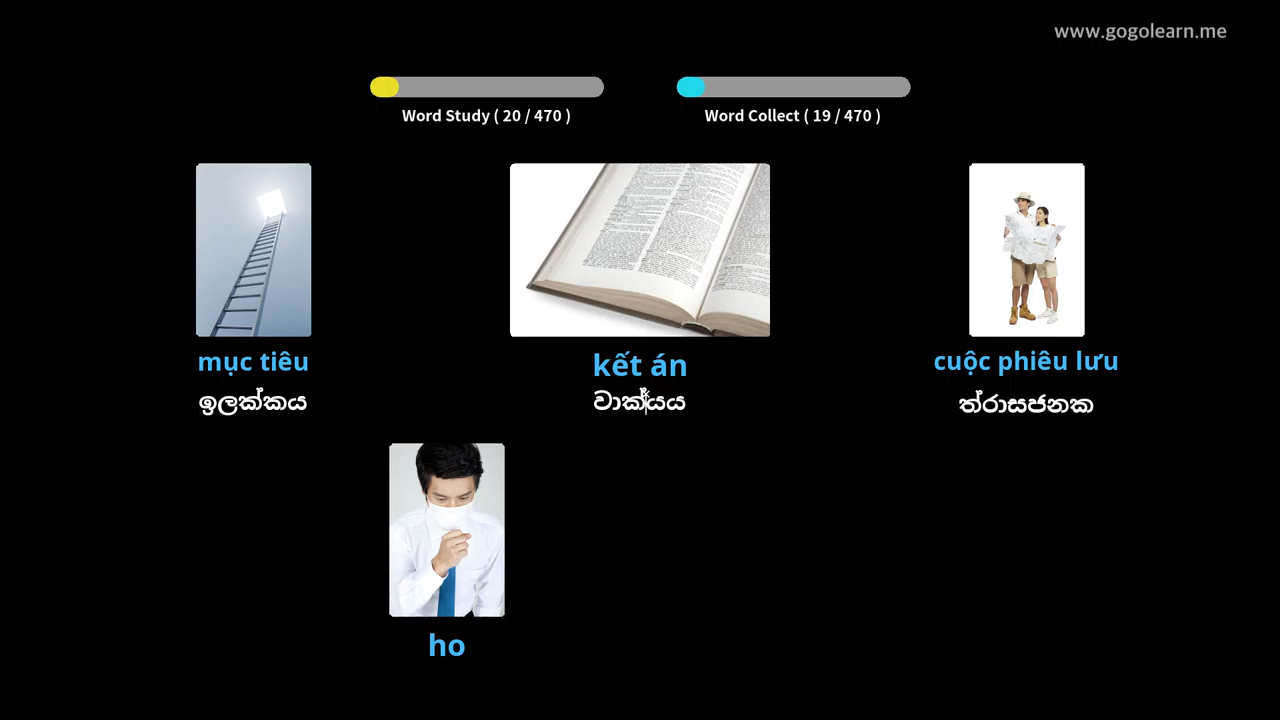 www.gogolearn.me
Word Study ( 20 / 470 )
Word Collect ( 19 / 470 )
mục tiêu
ඉලක්කය
kết án
වාක්‍යය
cuộc phiêu lưu
ත්රාසජනක
ho